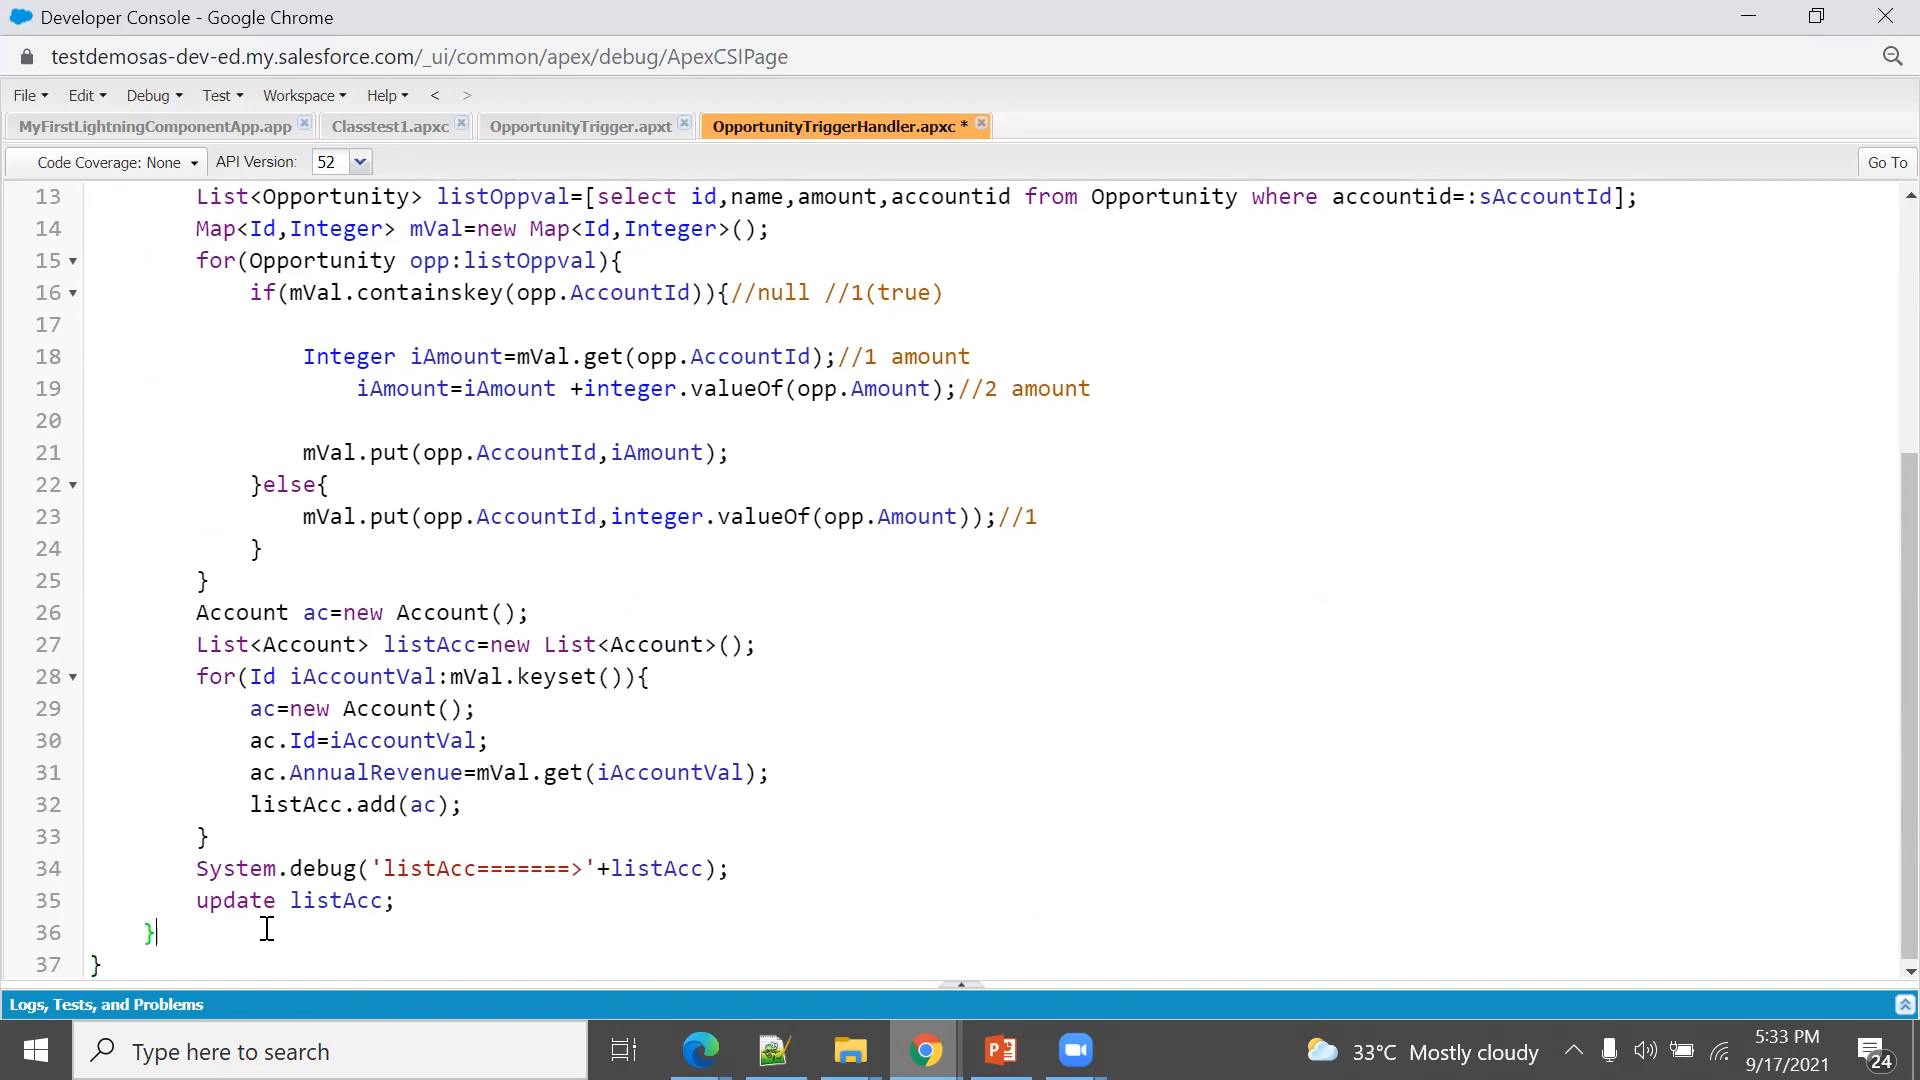 Developer Console - Google Chrome
testdemosas-dev-ed.my.salesforce.com/_ui/common/apex/debug/ApexCSIPage
File Edit Debug Test Workspace Help < >
MyFirstLightningComponentApp.app Classtest1.apxc OpportunityTrigger.apxt OpportunityTriggerHandler.apxc *
Code Coverage: None API Version: 52 Go To
13 List<Opportunity> listOppval=[select id,name,amount,accountid from Opportunity where accountid=:sAccountId];
14 Map<Id,Integer> mVal=new Map<Id,Integer>();
15 for(Opportunity opp:listOppval){
16 if(mVal.containskey(opp.AccountId)){//null //1(true)
17
18 Integer iAmount=mVal.get(opp.AccountId);//1 amount
19 iAmount=iAmount +integer.valueOf(opp.Amount);//2 amount
20
21 mVal.put(opp.AccountId,iAmount);
22 }else{
23 mVal.put(opp.AccountId,integer.valueOf(opp.Amount));//1
24 }
25 }
26 Account ac=new Account();
27 List<Account> listAcc=new List<Account>();
28 for(Id iAccountVal:mVal.keyset()){
29 ac=new Account();
30 ac.Id=iAccountVal;
31 ac.AnnualRevenue=mVal.get(iAccountVal);
32 listAcc.add(ac);
33 }
34 System.debug('listAcc=======>'+listAcc);
35 update listAcc;
36 }
37 }
Logs, Tests, and Problems
Type here to search
33°C Mostly cloudy
5:33 PM
9/17/2021
24